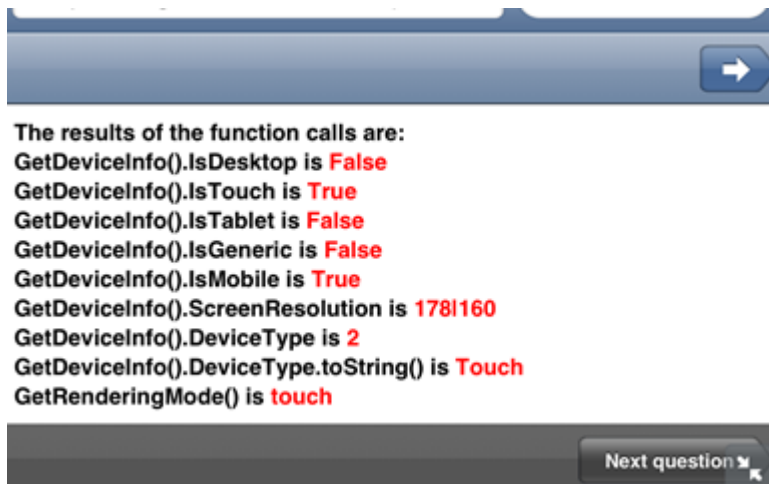 The results of the function calls are:
GetDeviceInfo().IsDesktop is False
GetDeviceInfo().IsTouch is True
GetDeviceInfo().IsTablet is False
GetDeviceInfo().IsGeneric is False
GetDeviceInfo().IsMobile is True
GetDeviceInfo().ScreenResolution is 178|160
GetDeviceInfo().DeviceType is 2
GetDeviceInfo().DeviceType.toString() is Touch
GetRenderingMode() is touch
Next question